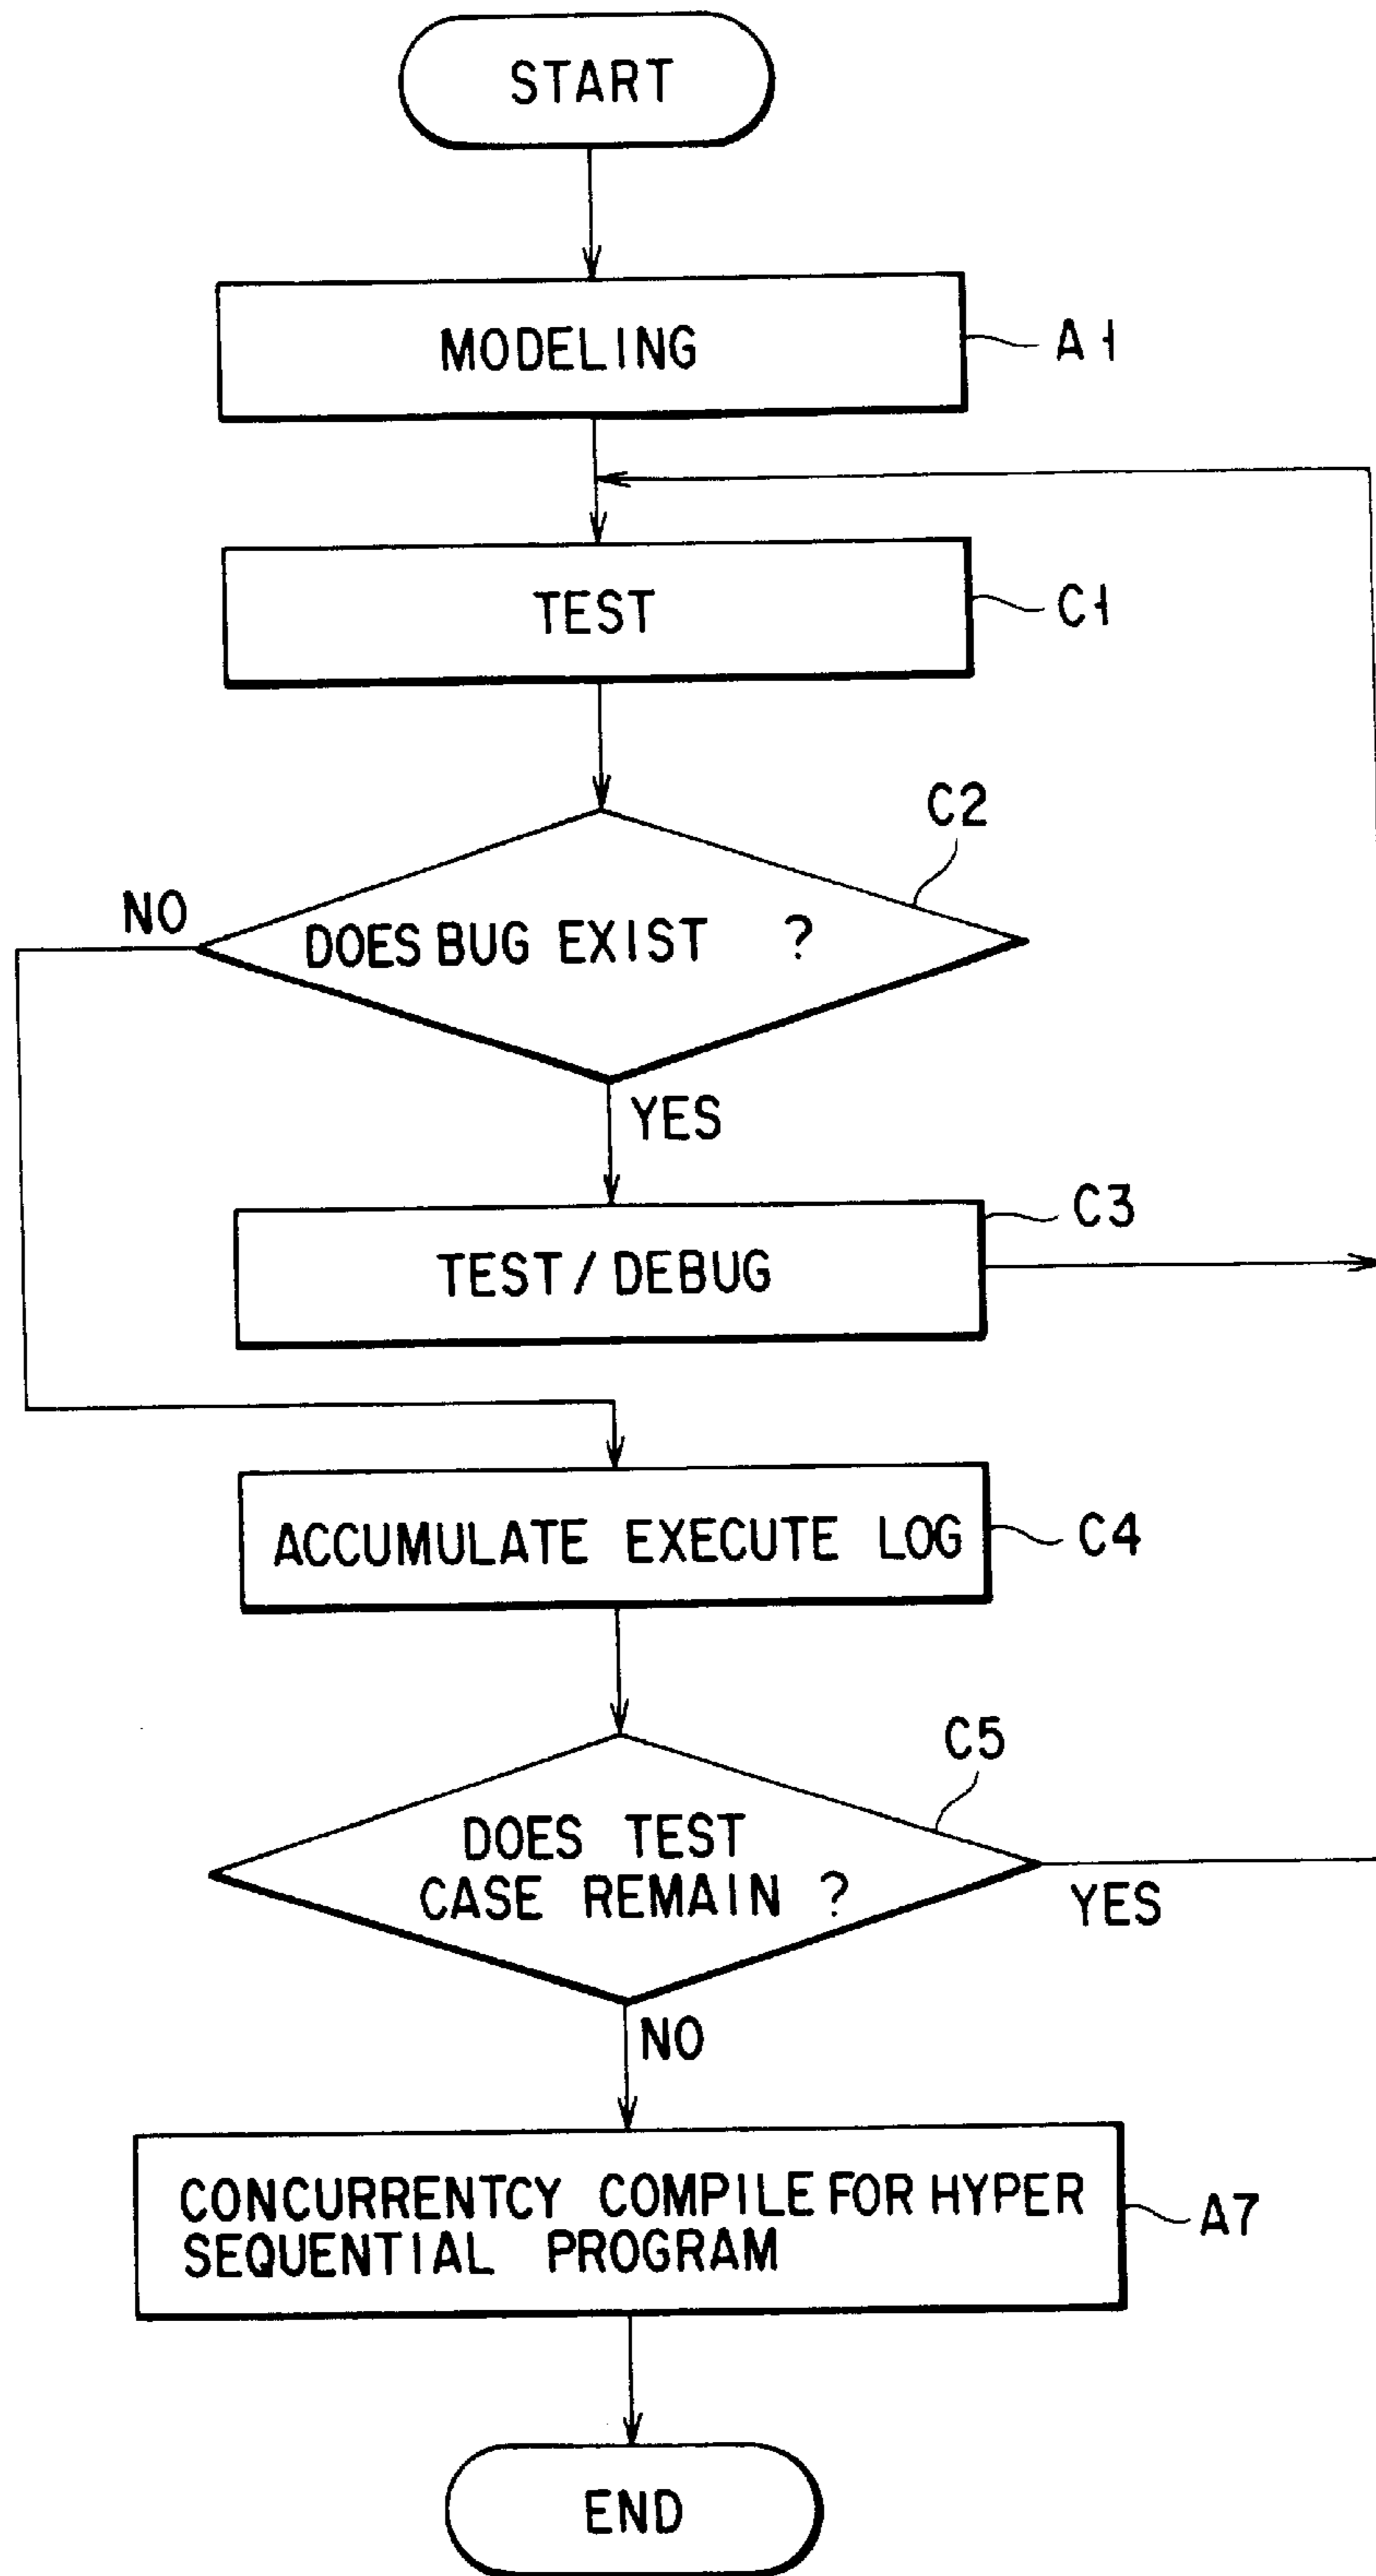 START
MODELING
A1
TEST
C1
C2
NO
DOES BUG EXIST ?
YES
C3
TEST / DEBUG
ACCUMULATE EXECUTE LOG
C4
C5
DOES TEST
CASE REMAIN ?
YES
NO
CONCURRENTCY COMPILE FOR HYPER
SEQUENTIAL PROGRAM
A7
END